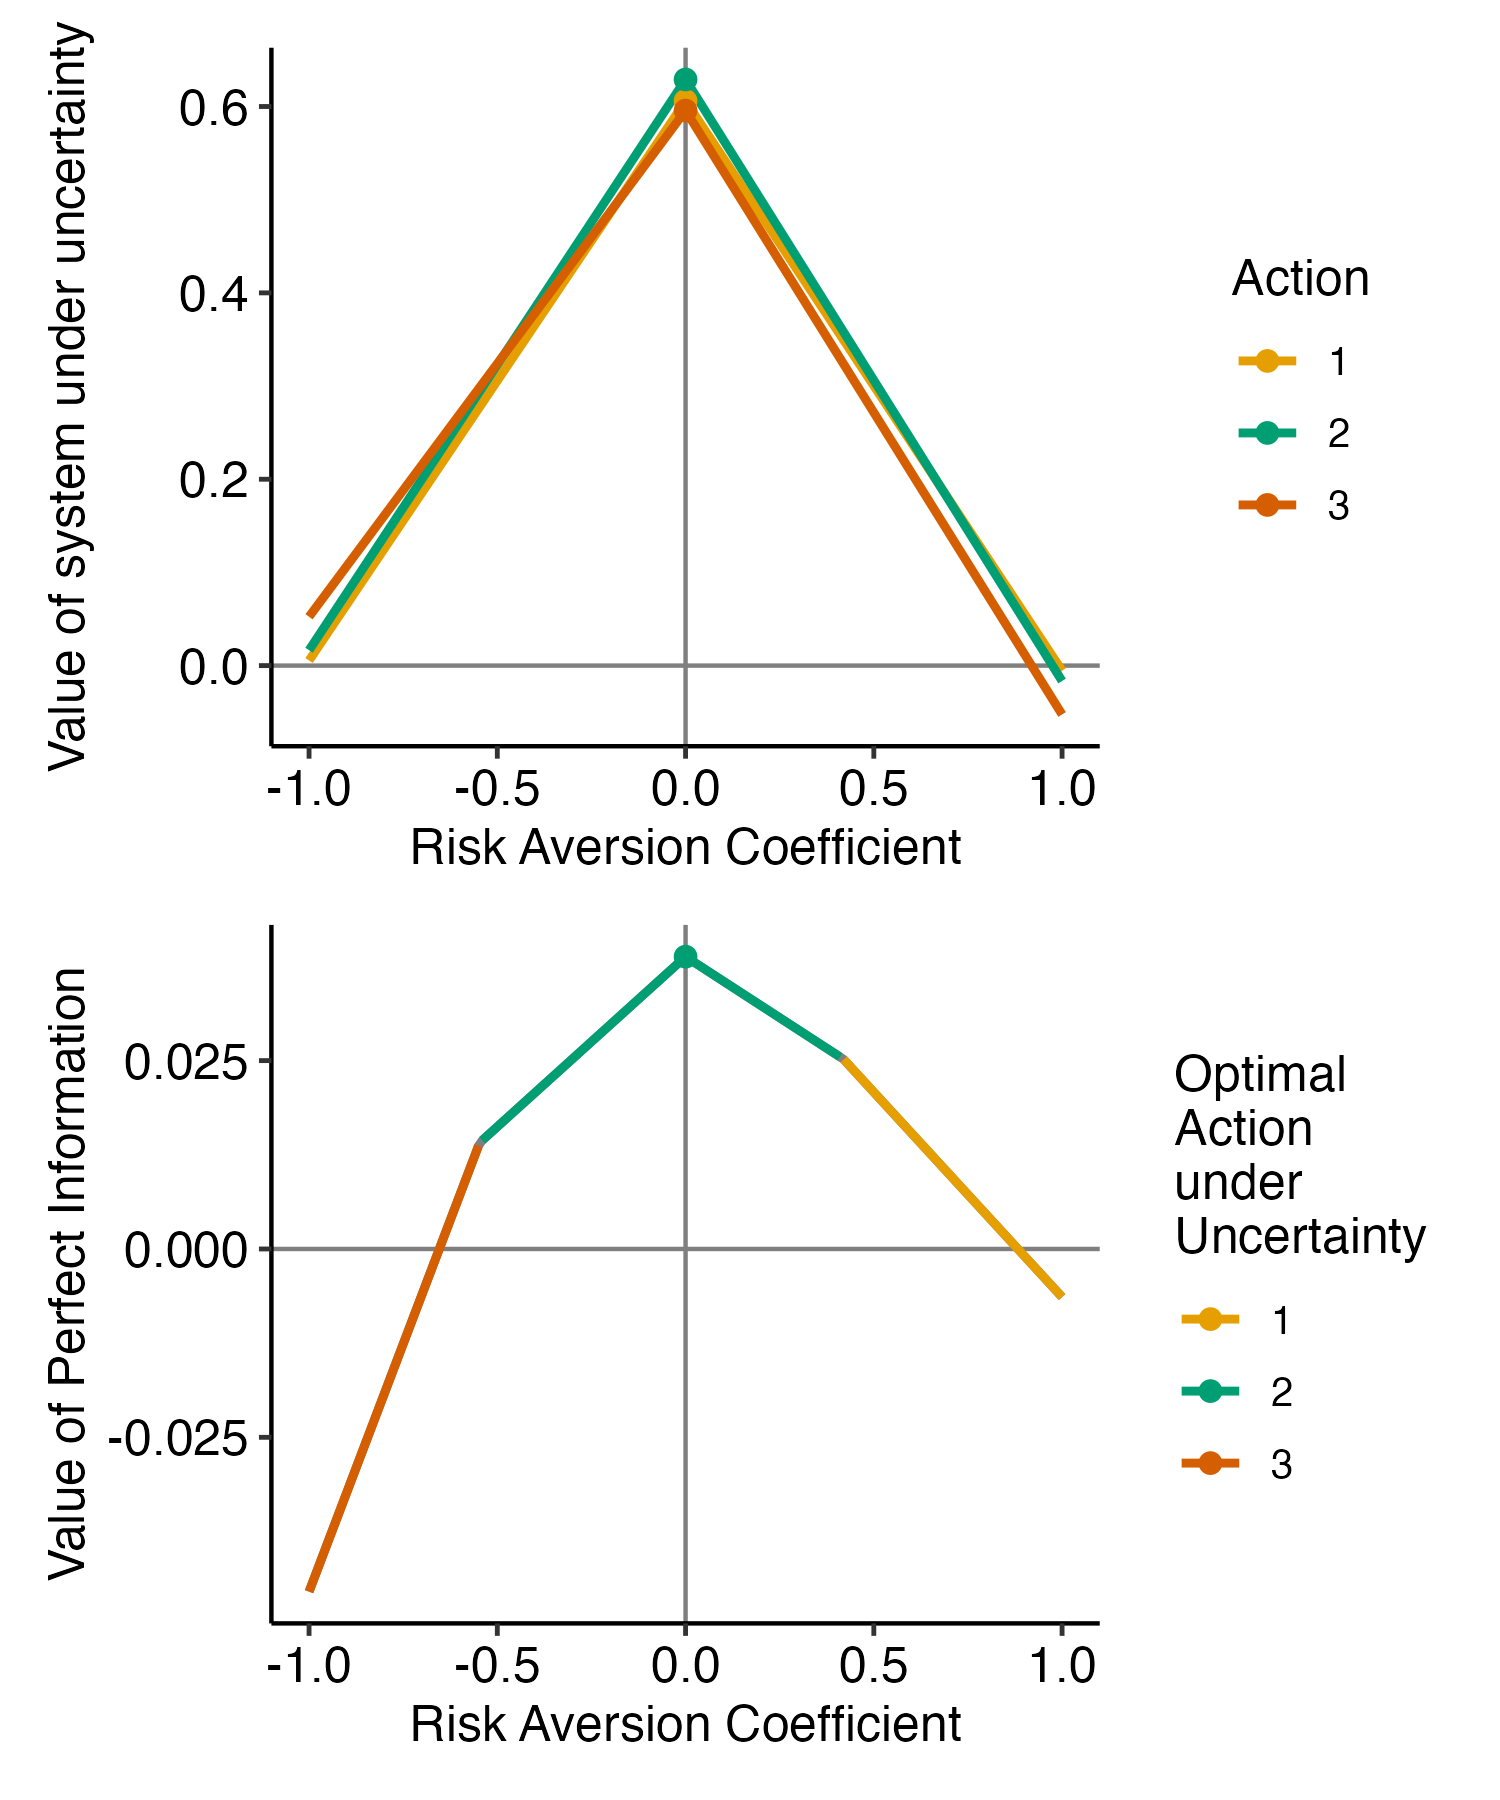 Value of system under uncertainty
0.6
0.4
0.2
0.0
-1.0 -0.5 0.0 0.5 1.0
Risk Aversion Coefficient
Action
1
2
3
Value of Perfect Information
0.025
0.000
-0.025
-1.0 -0.5 0.0 0.5 1.0
Risk Aversion Coefficient
Optimal
Action
under
Uncertainty
1
2
3